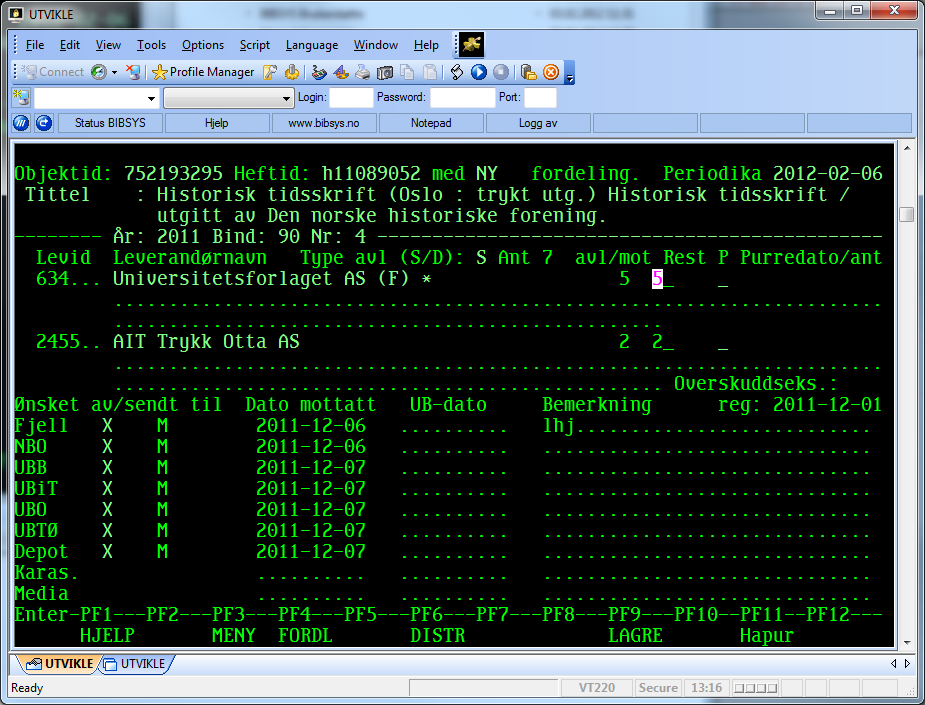 UTVIKLE
File Edit View Tools Options Script Language Window Help
Connect Profile Manager
Login: Password: Port:
Status BIBSYS Hjelp www.bibsys.no Notepad Logg av
Objektid: 752193295 Heftid: h11089052 med NY fordeling. Periodika 2012-02-06
Tittel : Historisk tidsskrift (Oslo : trykt utg.) Historisk tidsskrift /
utgitt av Den norske historiske forening.
-------- År: 2011 Bind: 90 Nr: 4 ----------------------------------------------
Levid Leverandørnavn Type avl (S/D): S Ant 7 avl/mot Rest P Purredato/ant
634... Universitetsforlaget AS (F) * 5 5_ _
......................................................................
..................................................
2455.. AIT Trykk Otta AS 2 2_ _
......................................................................
.................................................. Overskuddseks.:
Ønsket av/sendt til Dato mottatt UB-dato Bemerkning reg: 2011-12-01
Fjell X M 2011-12-06 .......... lhj...........................
NBO X M 2011-12-06 .......... ..............................
UBB X M 2011-12-07 .......... ..............................
UBiT X M 2011-12-07 .......... ..............................
UBO X M 2011-12-07 .......... ..............................
UBTØ X M 2011-12-07 .......... ..............................
Depot X M 2011-12-07 .......... ..............................
Karas. .......... .......... ..............................
Media .......... .......... ..............................
Enter-PF1---PF2---PF3---PF4---PF5---PF6---PF7---PF8---PF9---PF10--PF11--PF12---
HJELP MENY FORDL DISTR LAGRE Hapur
UTVIKLE UTVIKLE
Ready VT220 Secure 13:16